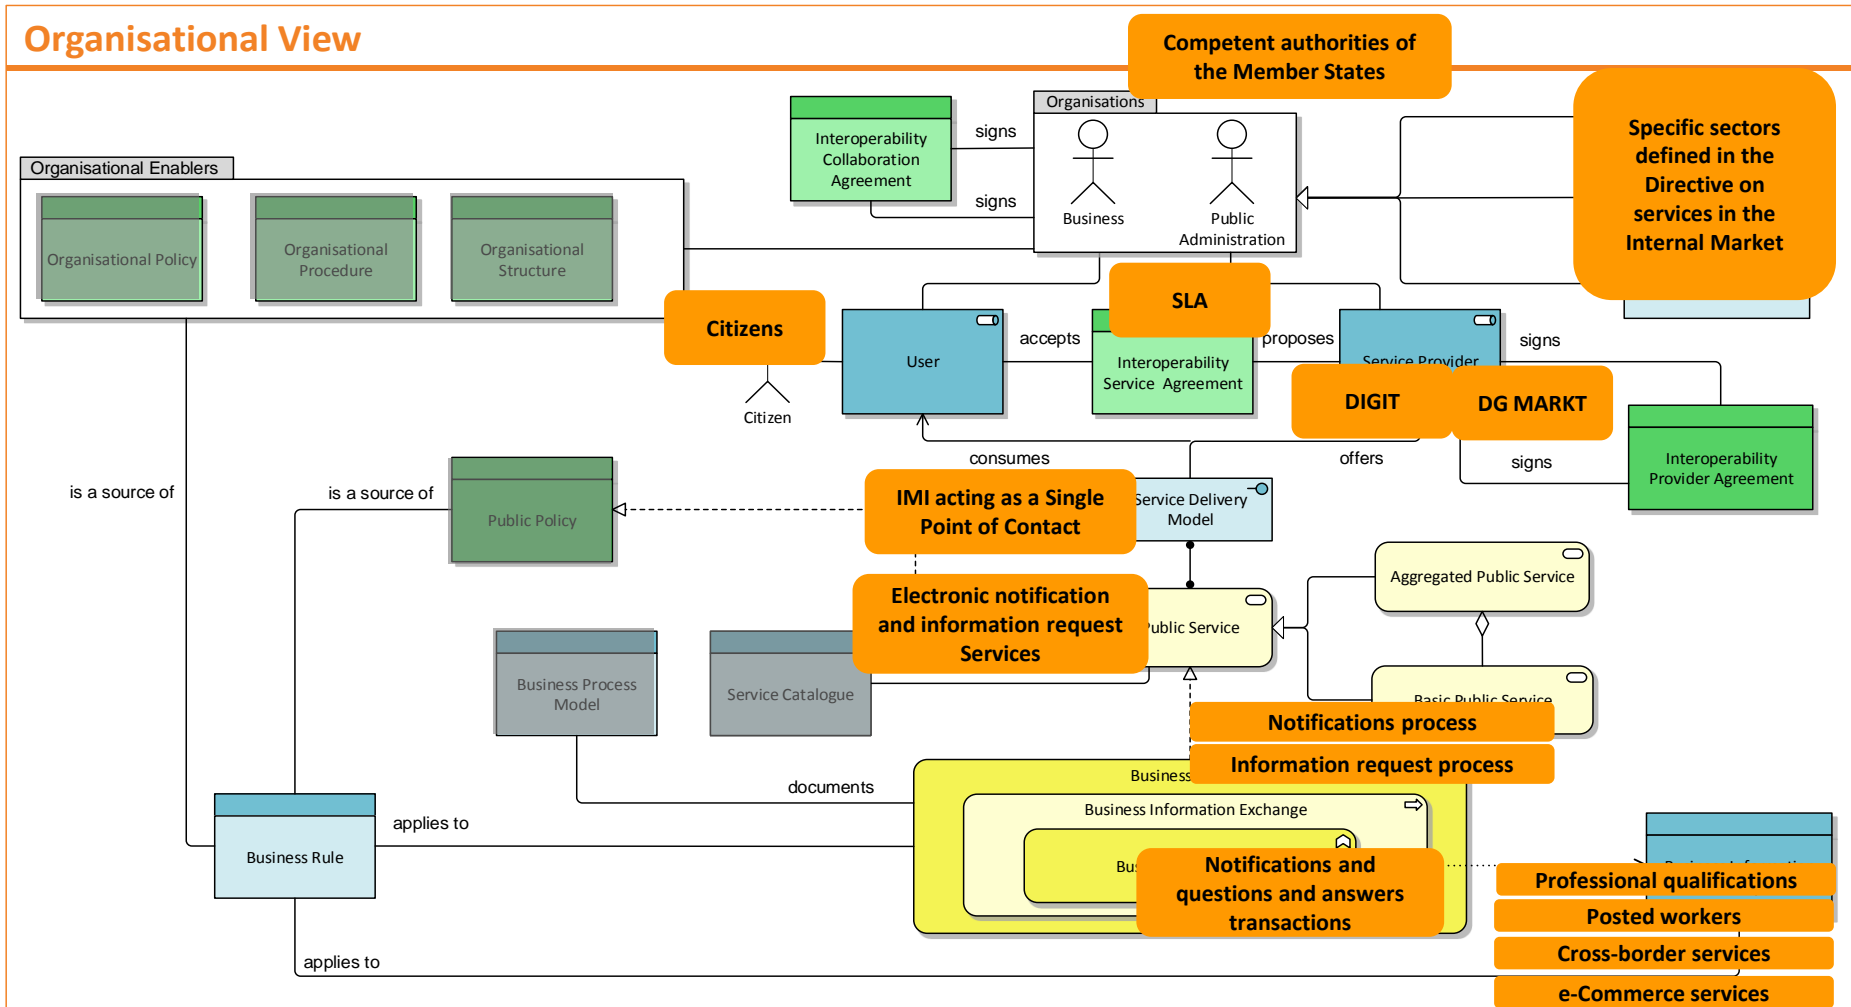 Organisational View
Competent authorities of
the Member States
Organisations
Business
Public
Administration
Interoperability
Collaboration
Agreement
signs
signs
Specific sectors
defined in the
Directive on
services in the
Internal Market
Organisational Enablers
Organisational Policy
Organisational
Procedure
Organisational
Structure
Citizens
Citizen
User
accepts
SLA
Interoperability
Service Agreement
proposes
Service Provider
signs
DIGIT
DG MARKT
signs
Interoperability
Provider Agreement
consumes
offers
is a source of
is a source of
Public Policy
IMI acting as a Single
Point of Contact
Service Delivery
Model
Electronic notification
and information request
Services
Public Service
Aggregated Public Service
Basic Public Service
Business Process
Model
Service Catalogue
Notifications process
Information request process
documents
Business Information Exchange
applies to
Business Rule
Notifications and
questions and answers
transactions
Professional qualifications
Posted workers
Cross-border services
e-Commerce services
applies to